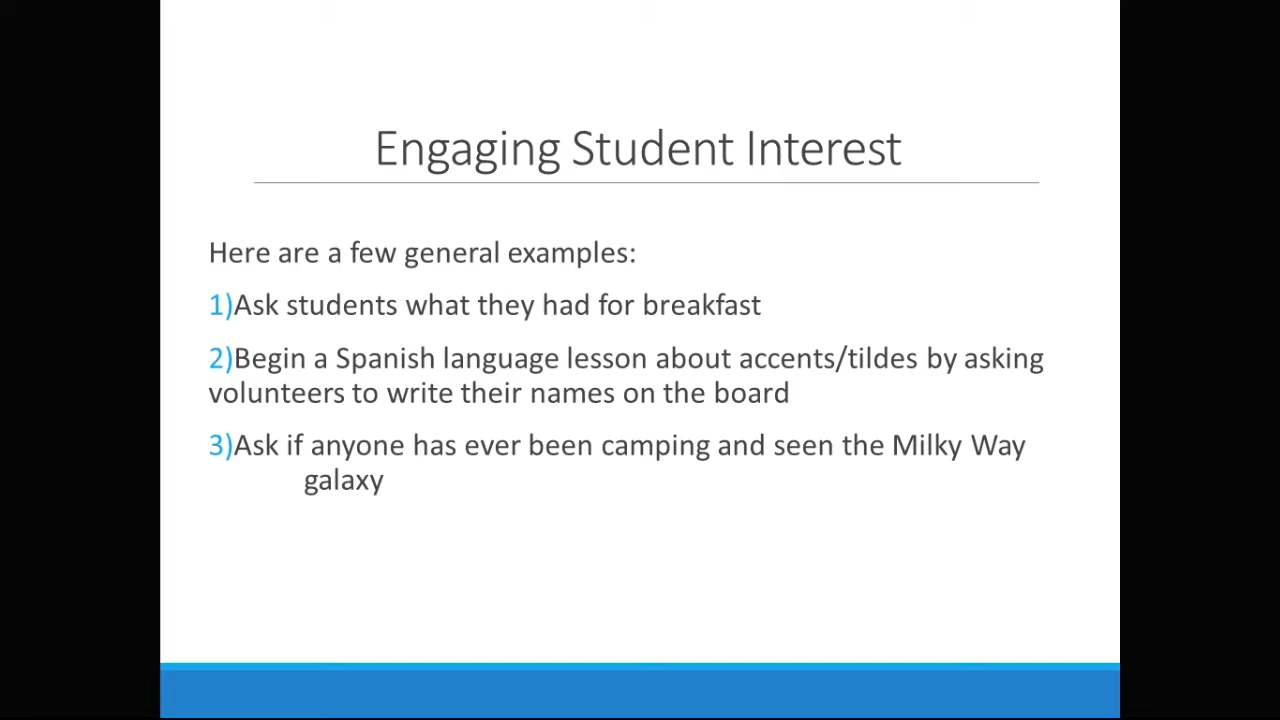 Engaging Student Interest
Here are a few general examples:
1)Ask students what they had for breakfast
2)Begin a Spanish language lesson about accents/tildes by asking
volunteers to write their names on the board
3)Ask if anyone has ever been camping and seen the Milky Way
galaxy